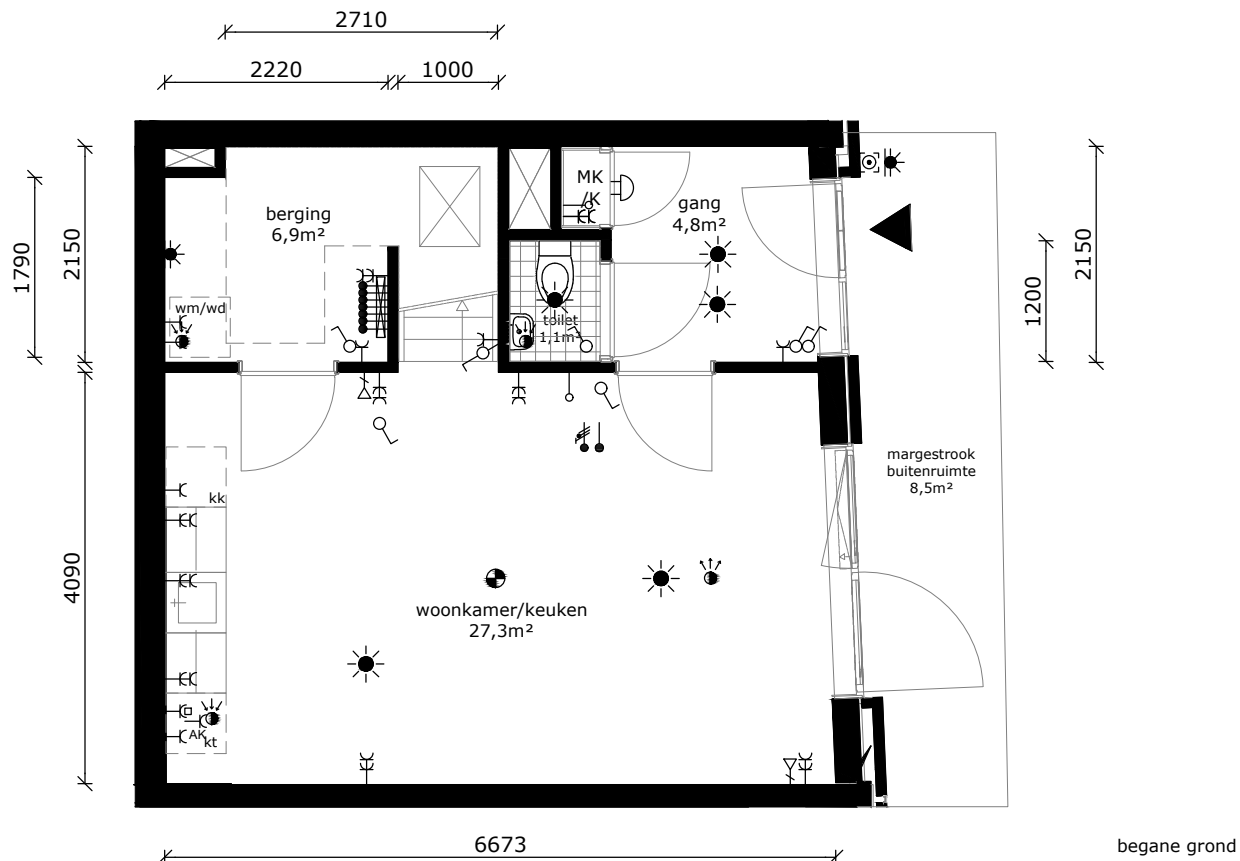 2710
2220
1000
1790
2150
berging
6,9m²
MK
/K
gang
4,8m²
2150
1200
wm/wd
toilet
1,1m²
margestrook
buitenruimte
8,5m²
kk
4090
woonkamer/keuken
27,3m²
AK
kt
6673
begane grond